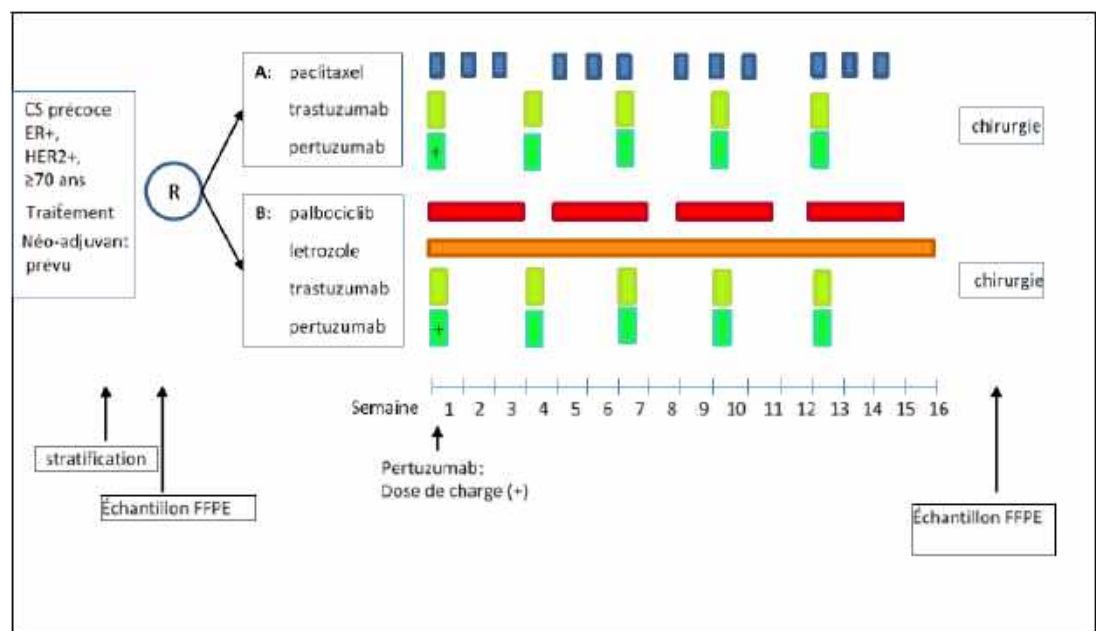 CS précoce
ER+,
HER2+,
≥70 ans
Traitement
Néo-adjuvant
prévu
R
A: paclitaxel
trastuzumab
pertuzumab
+
chirurgie
B: palbociclib
letrozole
trastuzumab
pertuzumab
+
chirurgie
Semaine 1 2 3 4 5 6 7 8 9 10 11 12 13 14 15 16
stratification
Échantillon FFPE
Pertuzumab:
Dose de charge (+)
Échantillon FFPE